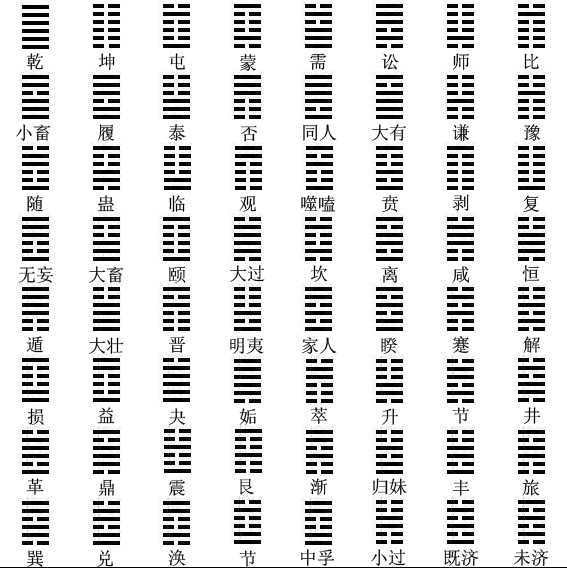 乾 坤 屯 蒙 需 讼 师 比
小畜 履 泰 否 同人 大有 谦 豫
随 蛊 临 观 噬嗑 贲 剥 复
无妄 大畜 颐 大过 坎 离 咸 恒
遁 大壮 晋 明夷 家人 睽 蹇 解
损 益 夬 姤 萃 升 节 井
革 鼎 震 艮 渐 归妹 丰 旅
巽 兑 涣 节 中孚 小过 既济 未济